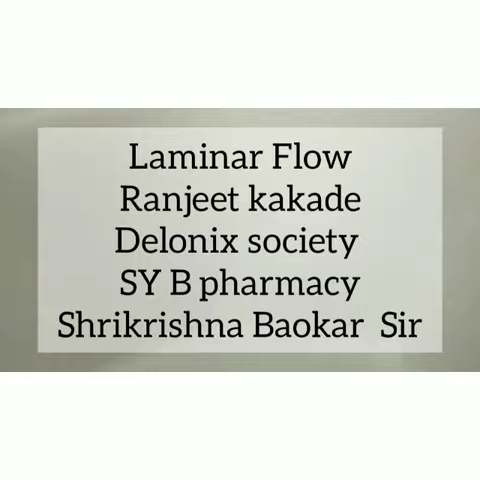 Laminar Flow
Ranjeet kakade
Delonix society
SY B pharmacy
Shrikrishna Baokar Sir